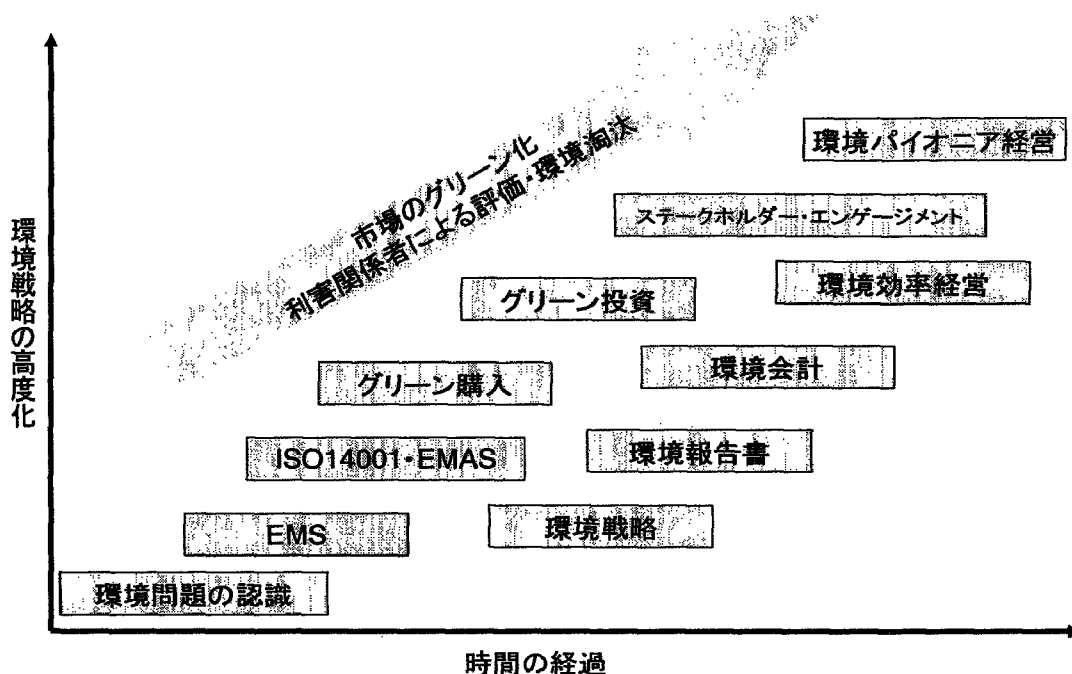 環境パイオニア経営
市場のグリーン化
利害関係者による評価・環境淘汰
ステークホルダー・エンゲージメント
環境効率経営
グリーン投資
環境会計
グリーン購入
環境報告書
ISO14001・EMAS
環境戦略
EMS
環境問題の認識
環境戦略の高度化
時間の経過